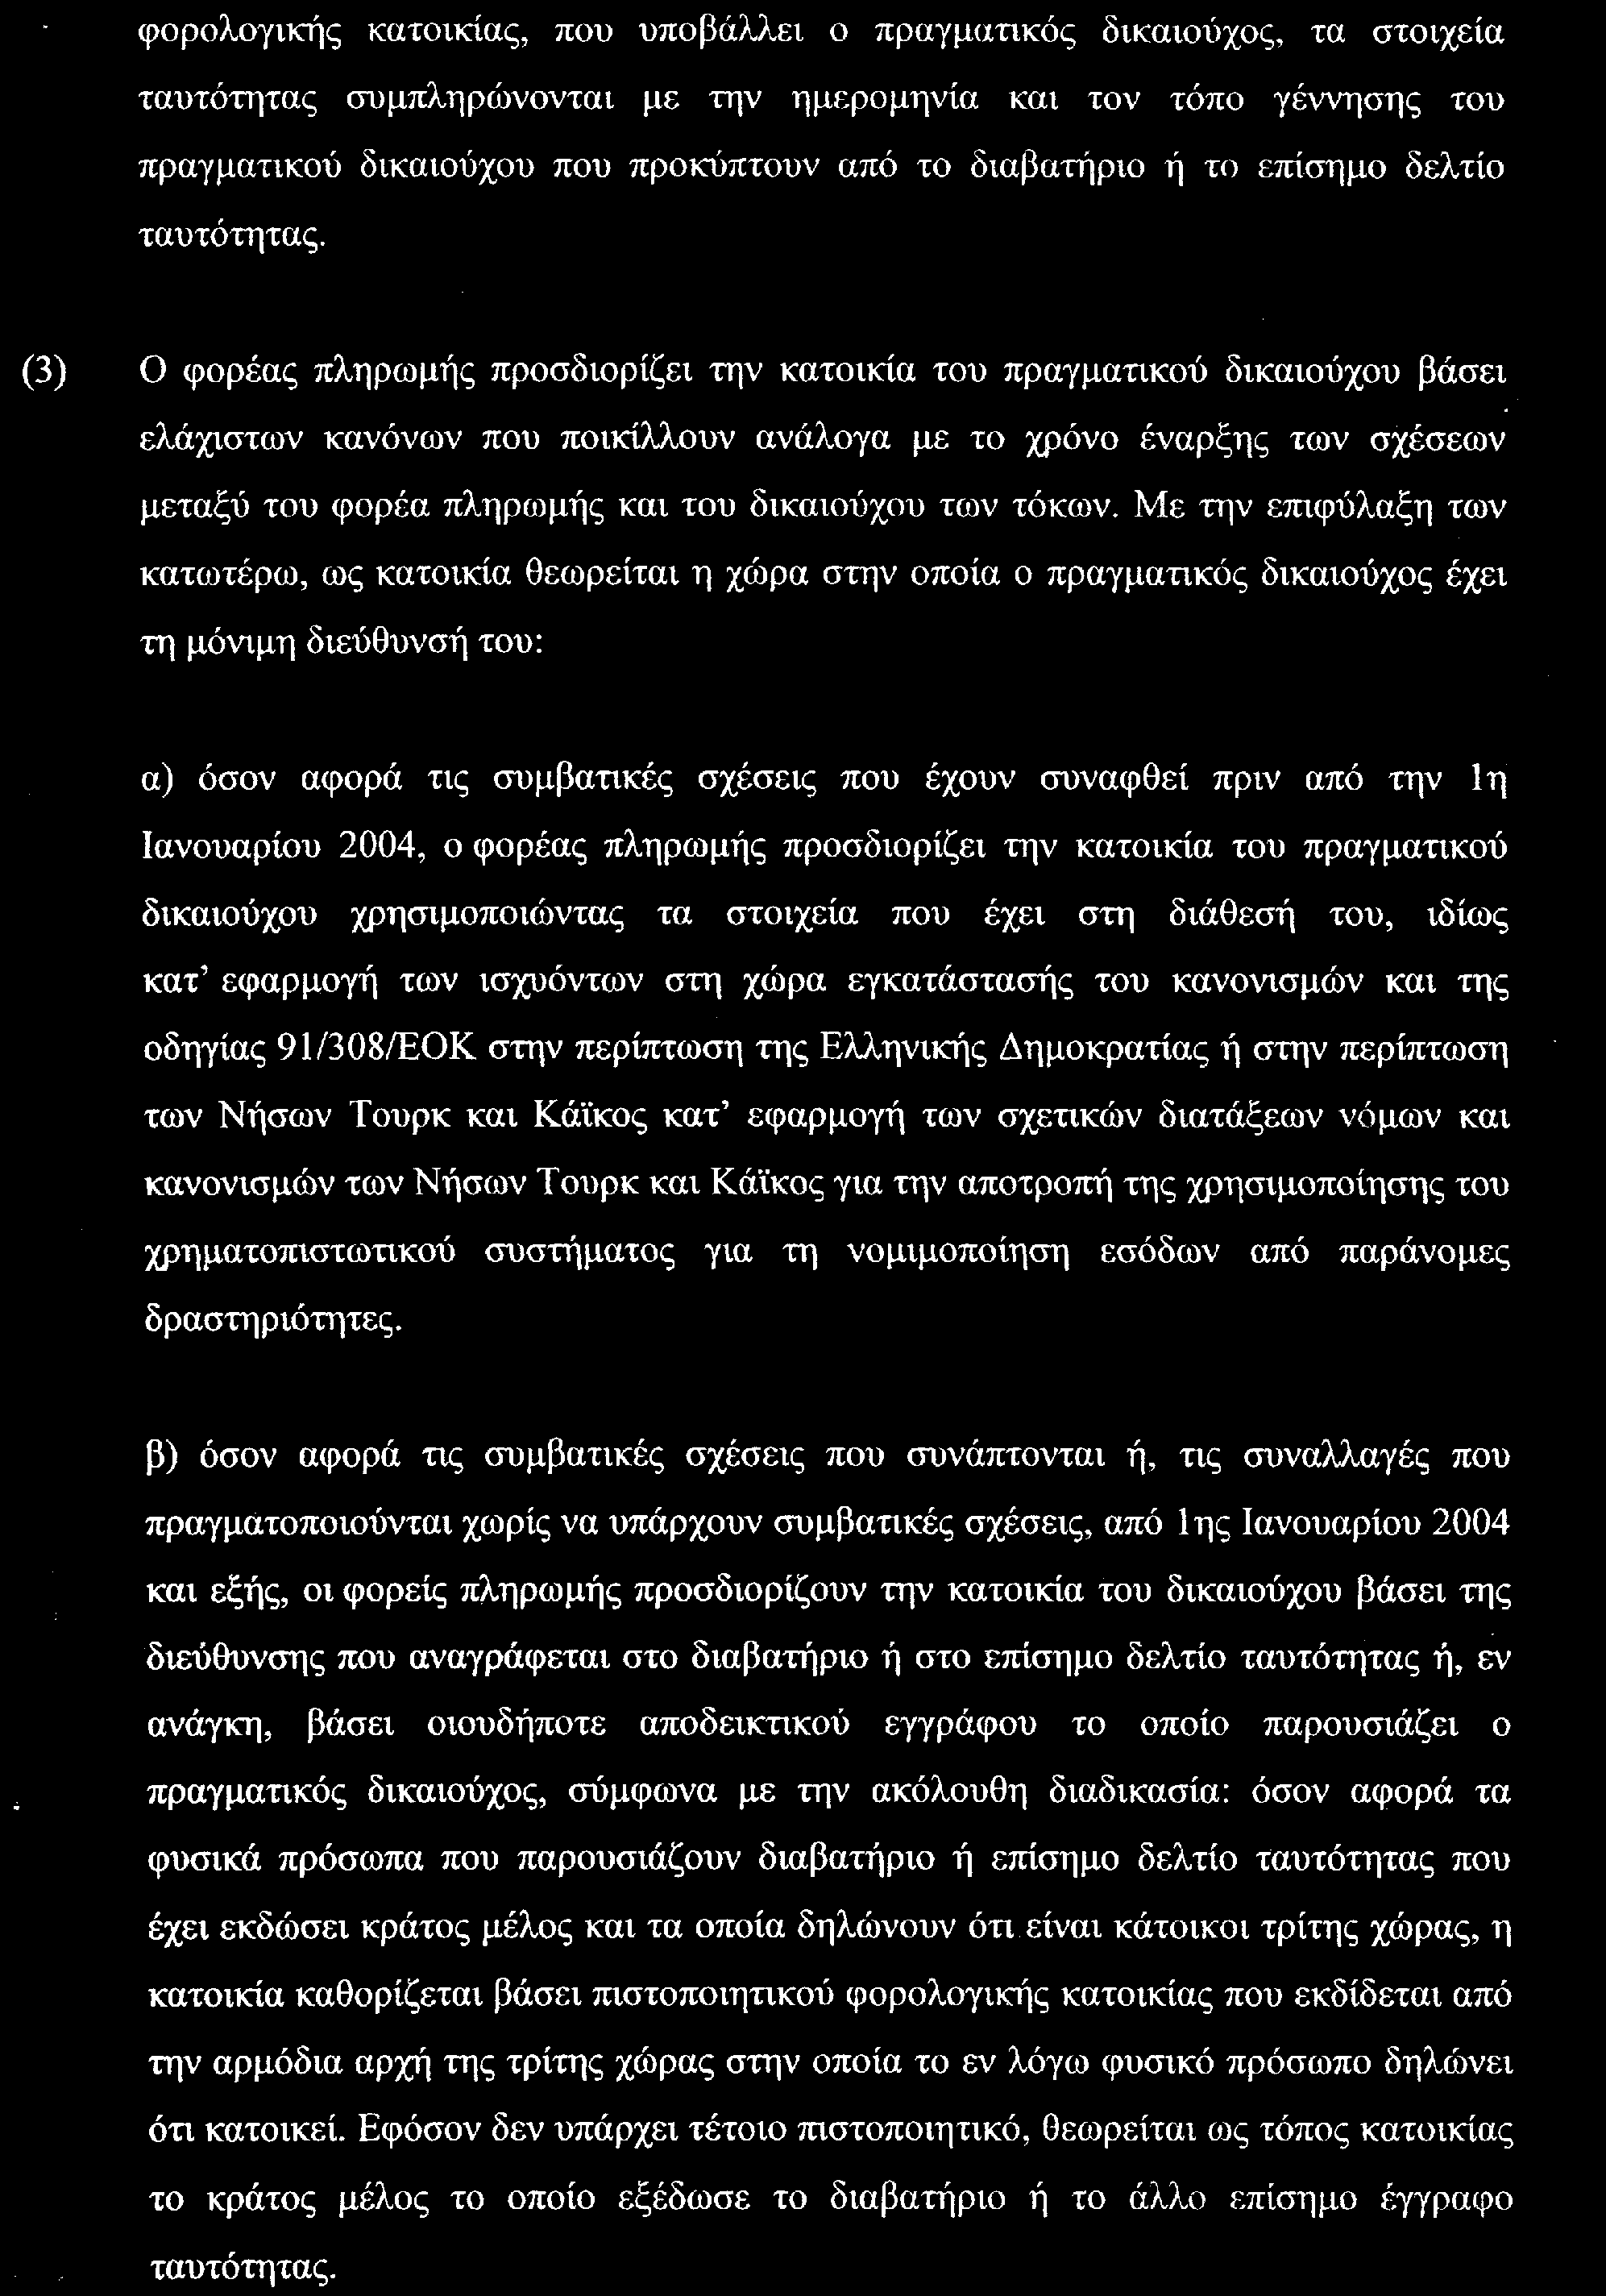 φορολογικής κατοικίας, που υποβάλλει ο πραγματικός δικαιούχος, τα στοιχεία
ταυτότητας συμπληρώνονται με την ημερομηνία και τον τόπο γέννησης του
πραγματικού δικαιούχου που προκύπτουν από το διαβατήριο ή το επίσημο δελτίο
ταυτότητας.
(3) Ο φορέας πληρωμής προσδιορίζει την κατοικία του πραγματικού δικαιούχου βάσει
ελάχιστων κανόνων που ποικίλλουν ανάλογα με το χρόνο έναρξης των σχέσεων
μεταξύ του φορέα πληρωμής και του δικαιούχου των τόκων. Με την επιφύλαξη των
κατωτέρω, ως κατοικία θεωρείται η χώρα στην οποία ο πραγματικός δικαιούχος έχει
τη μόνιμη διεύθυνσή του:
α) όσον αφορά τις συμβατικές σχέσεις που έχουν συναφθεί πριν από την 1η
Ιανουαρίου 2004, ο φορέας πληρωμής προσδιορίζει την κατοικία του πραγματικού
δικαιούχου χρησιμοποιώντας τα στοιχεία που έχει στη διάθεσή του, ιδίως
κατ’ εφαρμογή των ισχυόντων στη χώρα εγκατάστασής του κανονισμών και της
οδηγίας 91/308/ΕΟΚ στην περίπτωση της Ελληνικής Δημοκρατίας ή στην περίπτωση
των Νήσων Τουρκ και Κάϊκος κατ’ εφαρμογή των σχετικών διατάξεων νόμων και
κανονισμών των Νήσων Τουρκ και Κάϊκος για την αποτροπή της χρησιμοποίησης του
χρηματοπιστωτικού συστήματος για τη νομιμοποίηση εσόδων από παράνομες
δραστηριότητες.
β) όσον αφορά τις συμβατικές σχέσεις που συνάπτονται ή, τις συναλλαγές που
πραγματοποιούνται χωρίς να υπάρχουν συμβατικές σχέσεις, από 1ης Ιανουαρίου 2004
και εξής, οι φορείς πληρωμής προσδιορίζουν την κατοικία του δικαιούχου βάσει της
διεύθυνσης που αναγράφεται στο διαβατήριο ή στο επίσημο δελτίο ταυτότητας ή, εν
ανάγκη, βάσει οιουδήποτε αποδεικτικού εγγράφου το οποίο παρουσιάζει ο
πραγματικός δικαιούχος, σύμφωνα με την ακόλουθη διαδικασία: όσον αφορά τα
φυσικά πρόσωπα που παρουσιάζουν διαβατήριο ή επίσημο δελτίο ταυτότητας που
έχει εκδώσει κράτος μέλος και τα οποία δηλώνουν ότι είναι κάτοικοι τρίτης χώρας, η
κατοικία καθορίζεται βάσει πιστοποιητικού φορολογικής κατοικίας που εκδίδεται από
την αρμόδια αρχή της τρίτης χώρας στην οποία το εν λόγω φυσικό πρόσωπο δηλώνει
ότι κατοικεί. Εφόσον δεν υπάρχει τέτοιο πιστοποιητικό, θεωρείται ως τόπος κατοικίας
το κράτος μέλος το οποίο εξέδωσε το διαβατήριο ή το άλλο επίσημο έγγραφο
ταυτότητας.